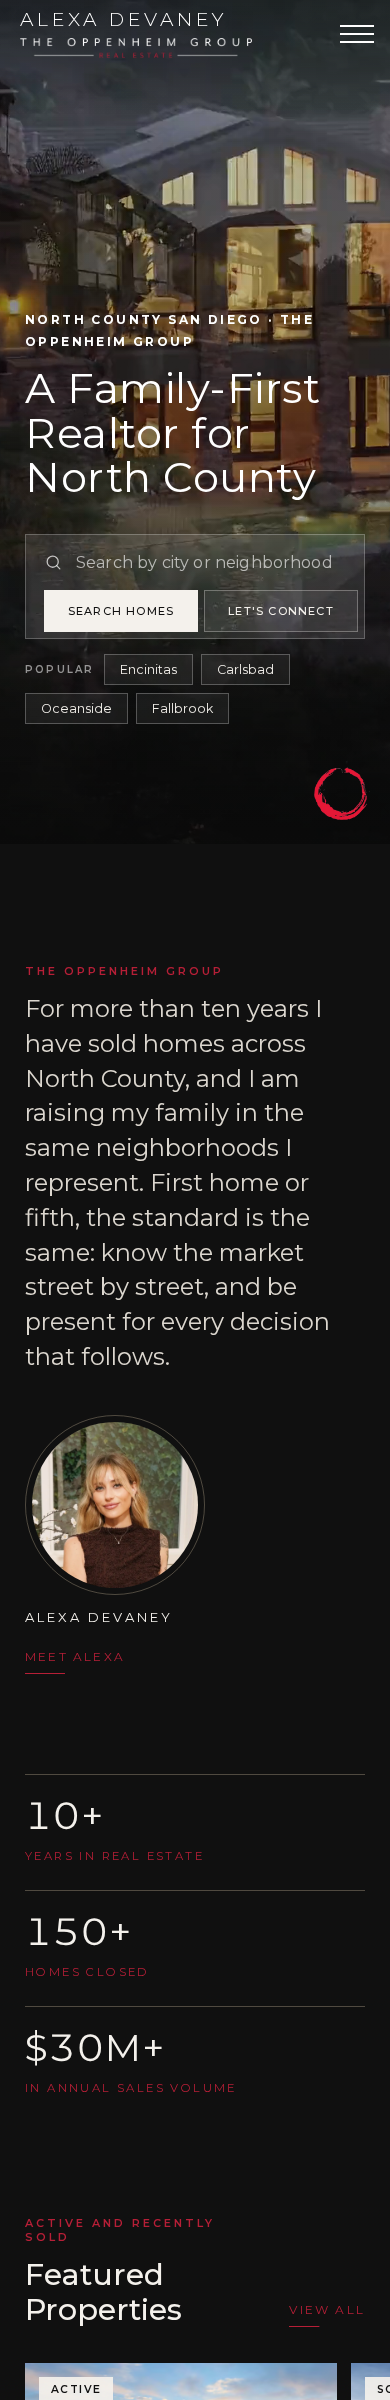 ALEXA DEVANEY
THE OPPENHEIM GROUP
REAL ESTATE
NORTH COUNTY SAN DIEGO · THE
OPPENHEIM GROUP
A Family-First
Realtor for
North County
Search by city or neighborhood
SEARCH HOMES
LET'S CONNECT
POPULAR
Encinitas
Carlsbad
Oceanside
Fallbrook
THE OPPENHEIM GROUP
For more than ten years I
have sold homes across
North County, and I am
raising my family in the
same neighborhoods I
represent. First home or
fifth, the standard is the
same: know the market
street by street, and be
present for every decision
that follows.
ALEXA DEVANEY
MEET ALEXA
10+
YEARS IN REAL ESTATE
150+
HOMES CLOSED
$30M+
IN ANNUAL SALES VOLUME
ACTIVE AND RECENTLY
SOLD
Featured
Properties
VIEW ALL
ACTIVE